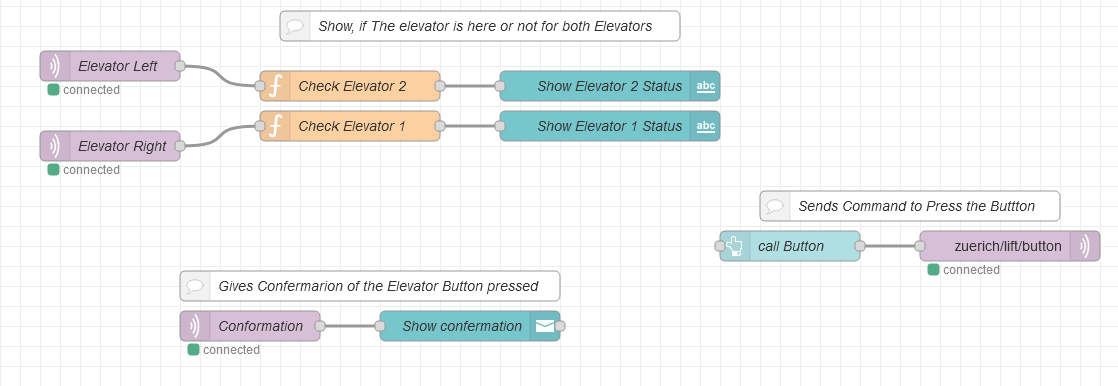 Show, if The elevator is here or not for both Elevators
Elevator Left
connected
Check Elevator 2
Show Elevator 2 Status
abc
Check Elevator 1
Show Elevator 1 Status
abc
Elevator Right
connected
Sends Command to Press the Buttton
call Button
zuerich/lift/button
connected
Gives Confermarion of the Elevator Button pressed
Conformation
Show confermation
connected